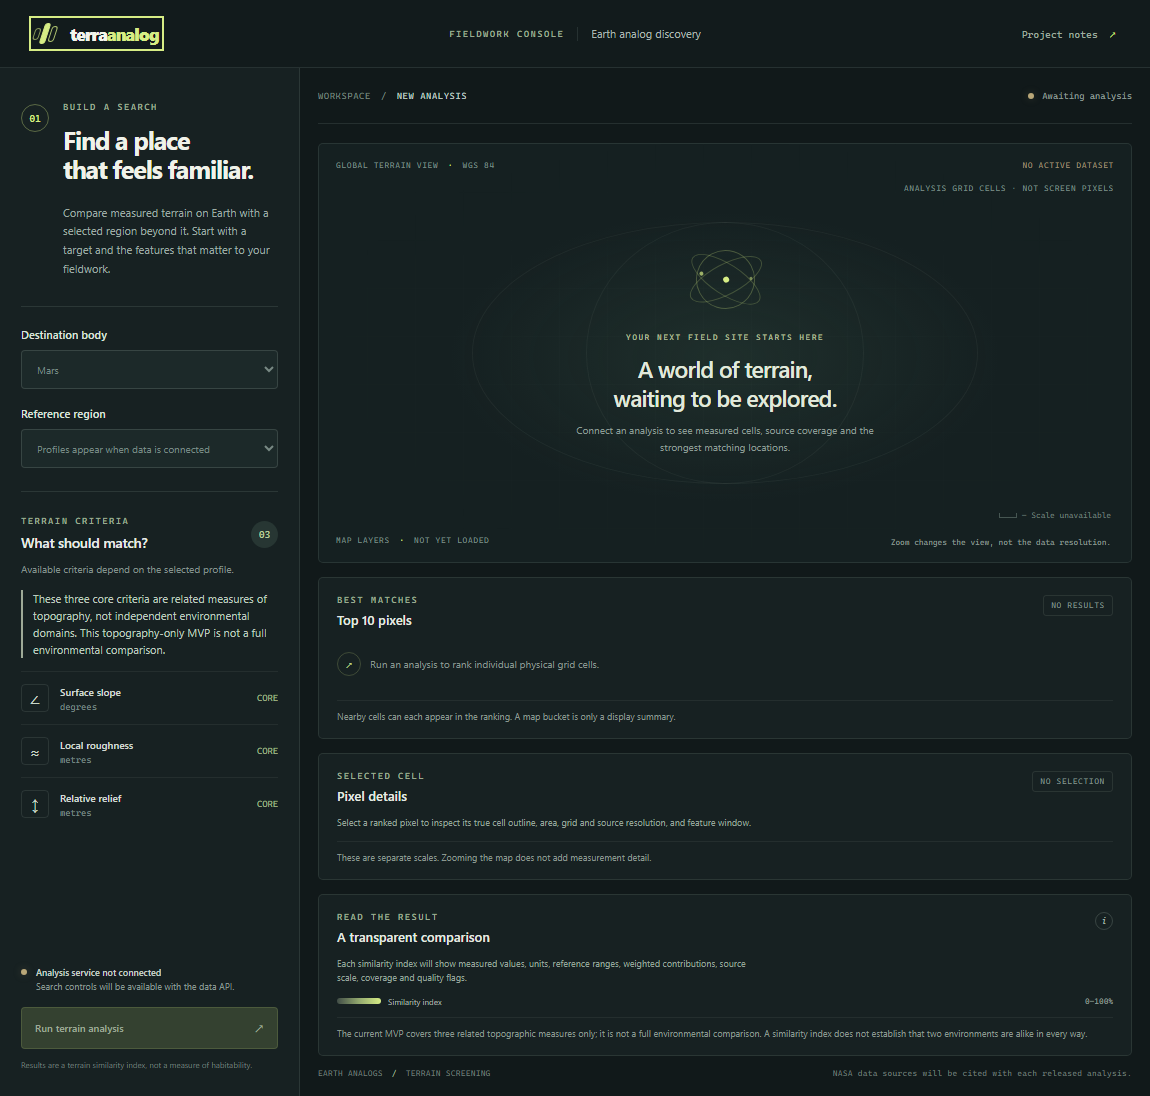 terraanalog
FIELDWORK CONSOLE
Earth analog discovery
Project notes ↗
01
BUILD A SEARCH
Find a place
that feels familiar.
Compare measured terrain on Earth with a
selected region beyond it. Start with a
target and the features that matter to your
fieldwork.
Destination body
Mars
Reference region
Profiles appear when data is connected
TERRAIN CRITERIA
What should match?
03
Available criteria depend on the selected profile.
These three core criteria are related measures of
topography, not independent environmental
domains. This topography-only MVP is not a full
environmental comparison.
∠ Surface slope
degrees
CORE
≈ Local roughness
metres
CORE
↕ Relative relief
metres
CORE
Analysis service not connected
Search controls will be available with the data API.
Run terrain analysis ↗
Results are a terrain similarity index, not a measure of habitability.
WORKSPACE / NEW ANALYSIS
Awaiting analysis
GLOBAL TERRAIN VIEW · WGS 84
NO ACTIVE DATASET
ANALYSIS GRID CELLS · NOT SCREEN PIXELS
YOUR NEXT FIELD SITE STARTS HERE
A world of terrain,
waiting to be explored.
Connect an analysis to see measured cells, source coverage and the
strongest matching locations.
— Scale unavailable
MAP LAYERS · NOT YET LOADED
Zoom changes the view, not the data resolution.
BEST MATCHES
Top 10 pixels
NO RESULTS
↗ Run an analysis to rank individual physical grid cells.
Nearby cells can each appear in the ranking. A map bucket is only a display summary.
SELECTED CELL
Pixel details
NO SELECTION
Select a ranked pixel to inspect its true cell outline, area, grid and source resolution, and feature window.
These are separate scales. Zooming the map does not add measurement detail.
READ THE RESULT
A transparent comparison
i
Each similarity index will show measured values, units, reference ranges, weighted contributions, source
scale, coverage and quality flags.
Similarity index
0–100%
The current MVP covers three related topographic measures only; it is not a full environmental comparison. A similarity index does not establish that two environments are alike in every way.
EARTH ANALOGS / TERRAIN SCREENING
NASA data sources will be cited with each released analysis.